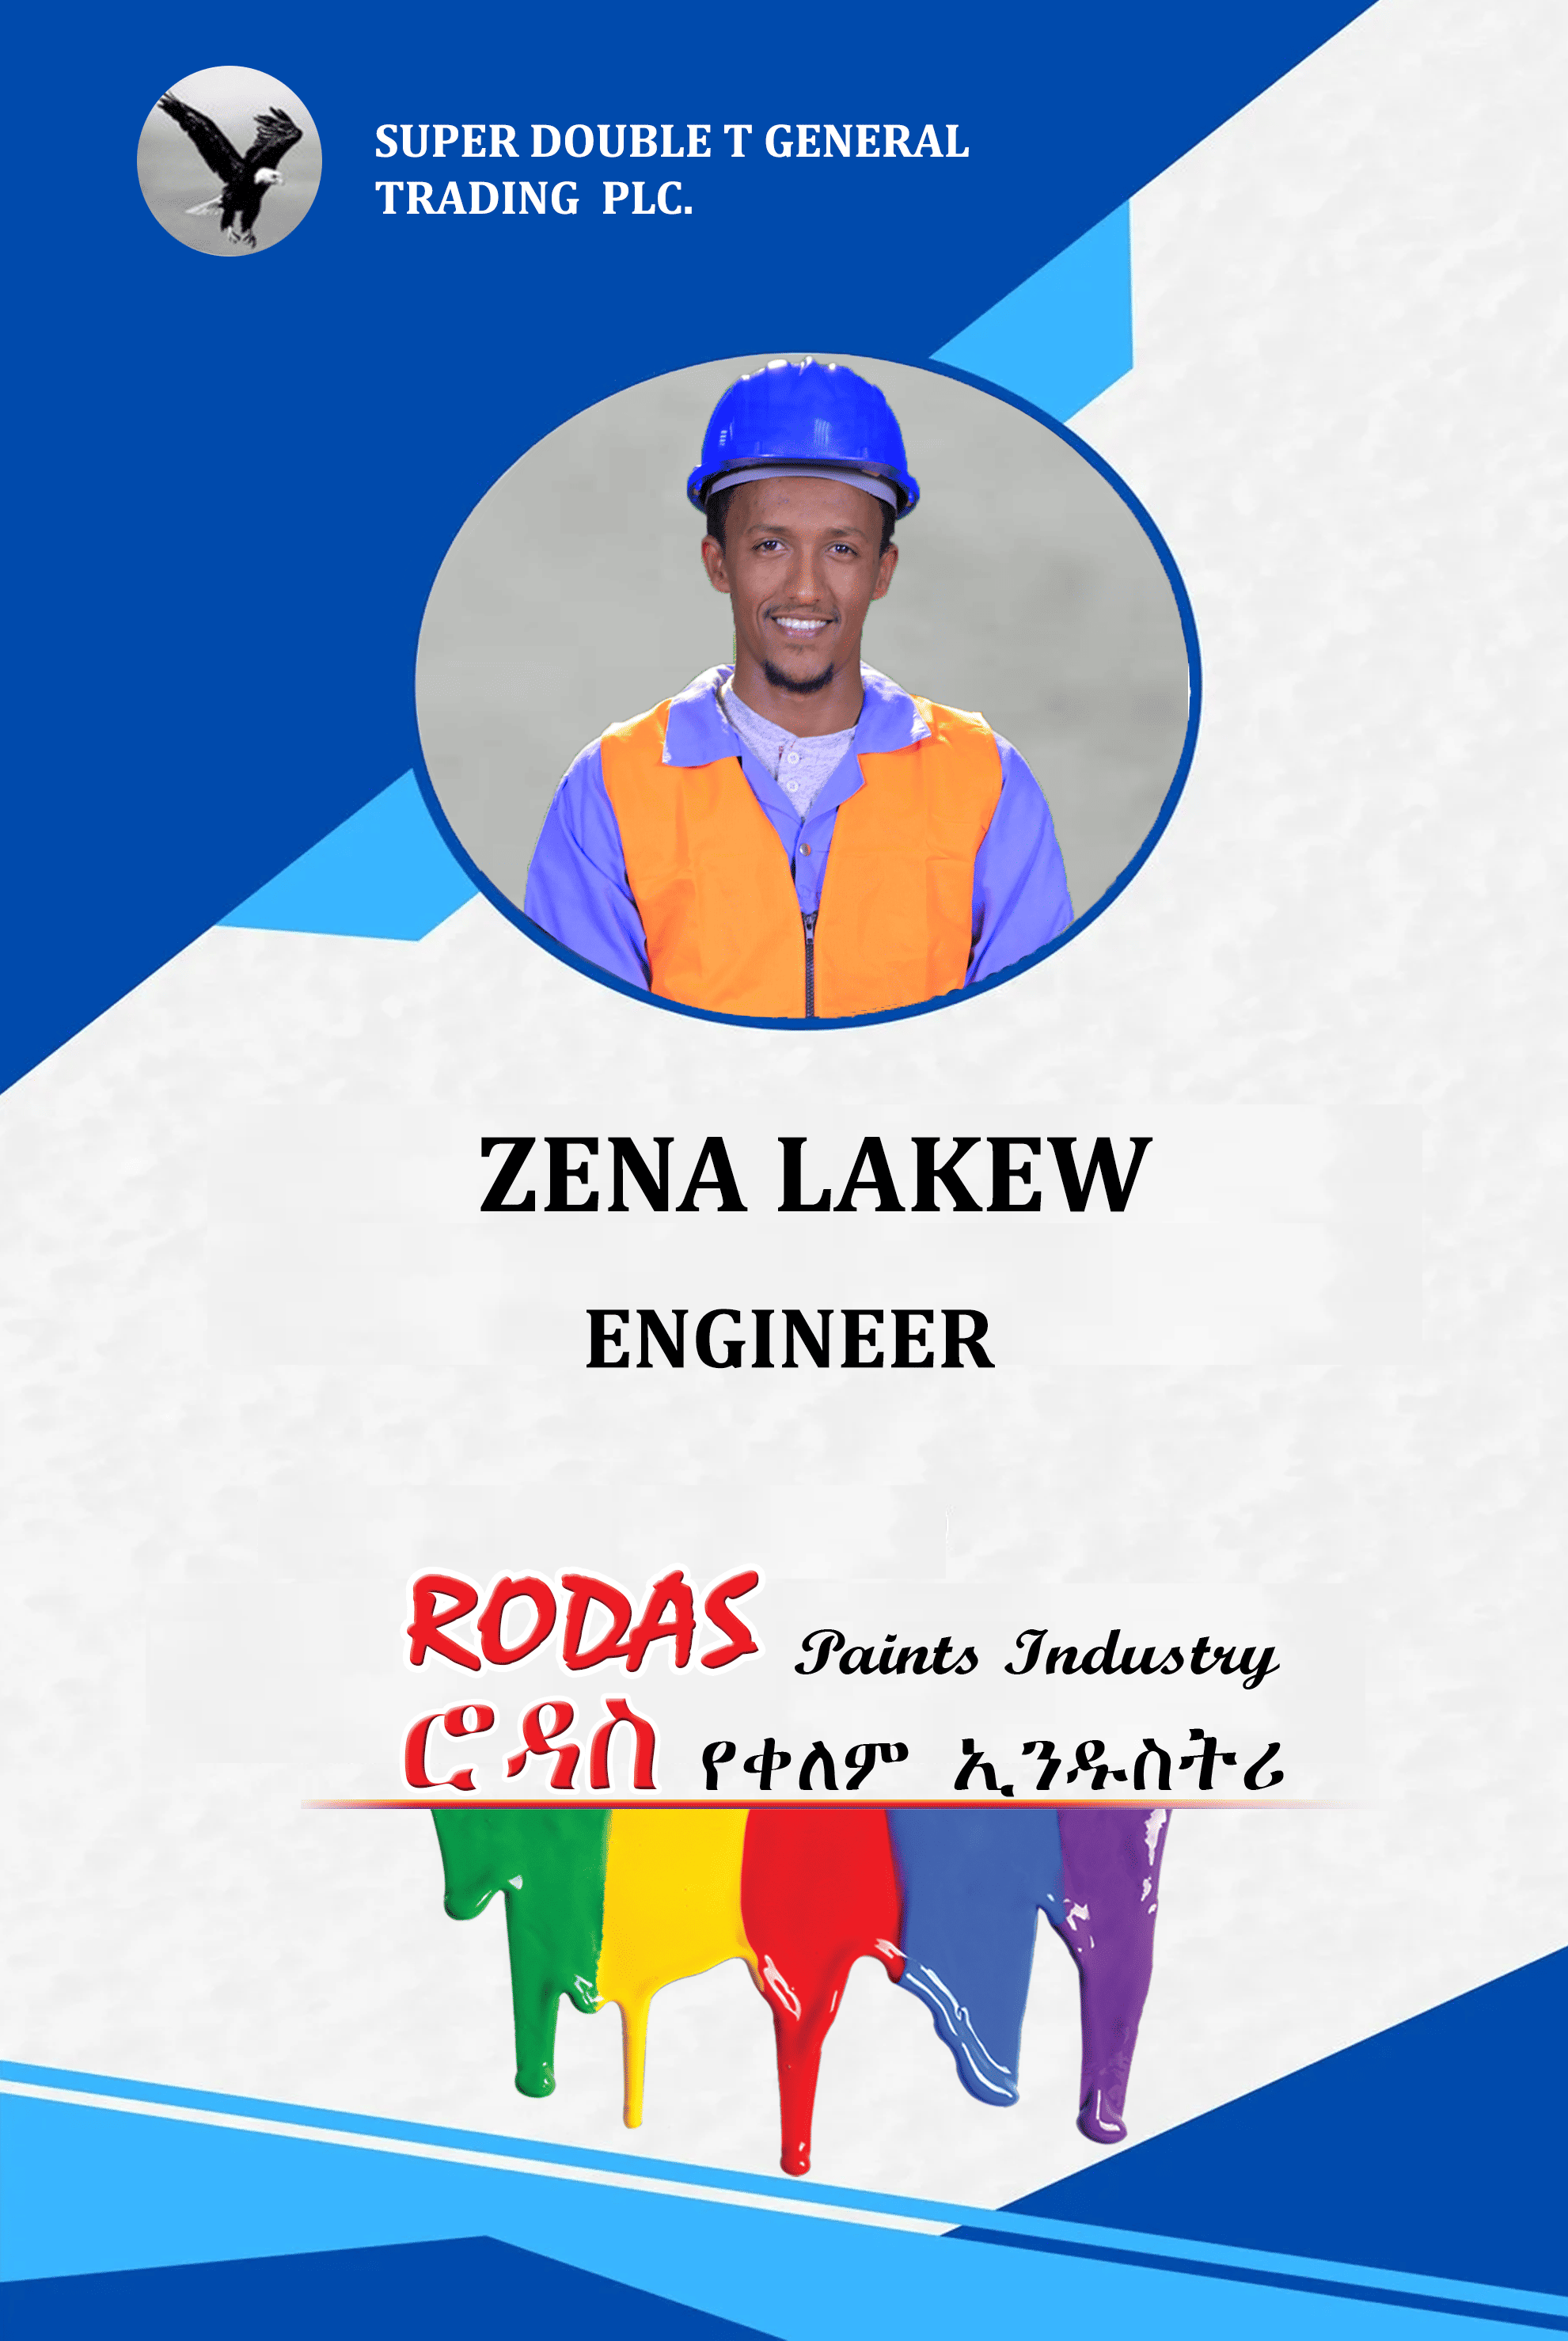 SUPER DOUBLE T GENERAL
TRADING PLC.
ZENA LAKEW
ENGINEER
RODAS Paints Industry
ሮዳስ የቀለም ኢንዱስትሪ